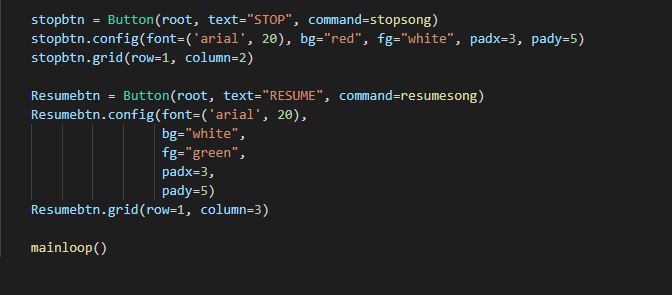 stopbtn = Button(root, text="STOP", command=stopsong)
stopbtn.config(font=('arial', 20), bg="red", fg="white", padx=3, pady=5)
stopbtn.grid(row=1, column=2)
Resumebtn = Button(root, text="RESUME", command=resumesong)
Resumebtn.config(font=('arial', 20),
bg="white",
fg="green",
padx=3,
pady=5)
Resumebtn.grid(row=1, column=3)
mainloop()